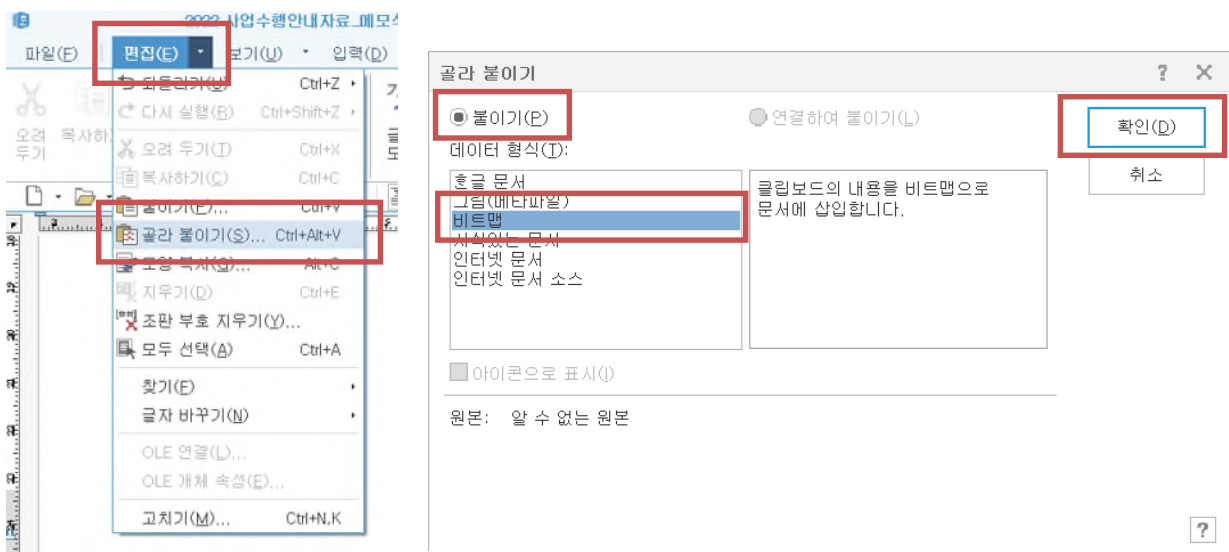 2023 사업수행안내자료_메모식
파일(F) 편집(E) 보기(U) 입력(D)
오려 두기
복사하
되돌리기(U) Ctrl+Z
다시 실행(R) Ctrl+Shift+Z
오려 두기(T) Ctrl+X
복사하기(C) Ctrl+C
붙이기(P)... Ctrl+V
골라 붙이기(S)... Ctrl+Alt+V
모양 복사(Q)... Alt+C
지우기(D) Ctrl+E
조판 부호 지우기(Y)...
모두 선택(A) Ctrl+A
찾기(F)
글자 바꾸기(N)
OLE 연결(L)...
OLE 개체 속성(E)...
고치기(M)... Ctrl+N,K
골라 붙이기 ?
붙이기(P) 연결하여 붙이기(L) 확인(D)
데이터 형식(T): 취소
호글 문서
그림(메타파일)
비트맵
서식있는 문서
인터넷 문서
인터넷 문서 소스
클립보드의 내용을 비트맵으로
문서에 삽입합니다.
아이콘으로 표시(I)
원본: 알 수 없는 원본
?